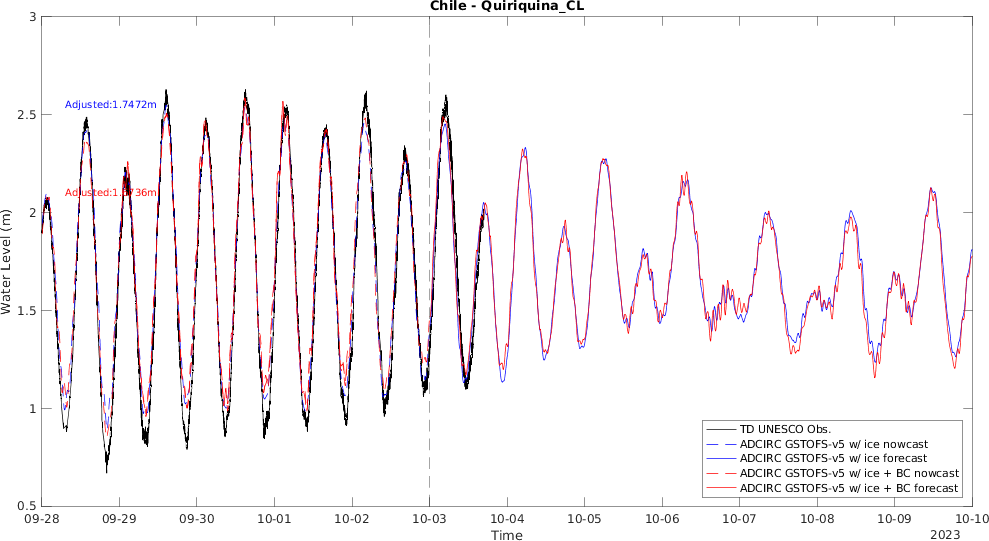 Chile - Quiriquina_CL
3
2.5
2
1.5
1
0.5
Water Level (m)
Adjusted:1.7472m
TD UNESCO Obs.
ADCIRC GSTOFS-v5 w/ ice nowcast
ADCIRC GSTOFS-v5 w/ ice forecast
ADCIRC GSTOFS-v5 w/ ice + BC nowcast
ADCIRC GSTOFS-v5 w/ ice + BC forecast
09-28 09-29 09-30 10-01 10-02 10-03 10-04 10-05 10-06 10-07 10-08 10-09 10-10
Time
2023